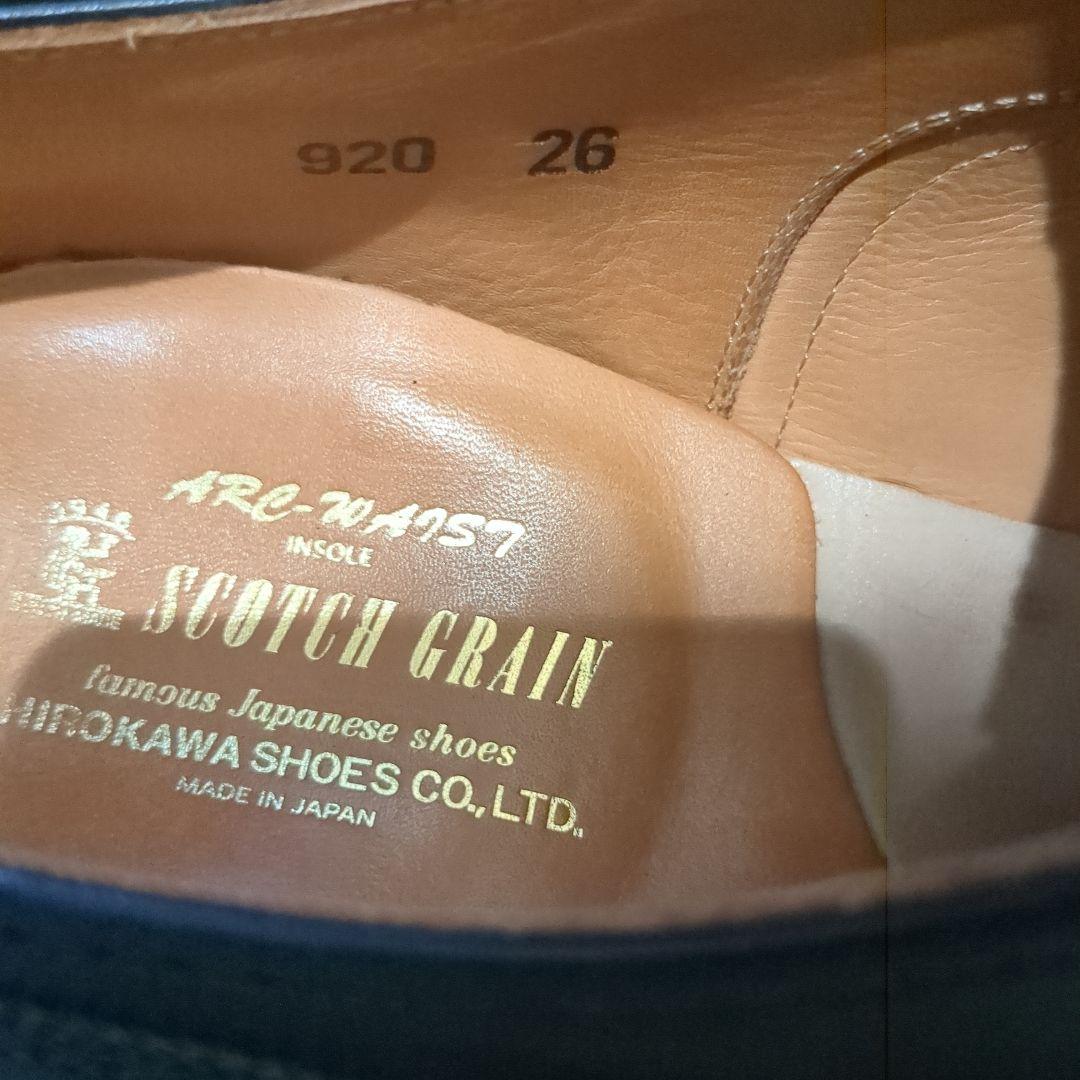 920 26
ARC-WAIST
INSOLE
SCOTCH GRAIN
famous Japanese shoes
HIROKAWA SHOES CO., LTD.
MADE IN JAPAN